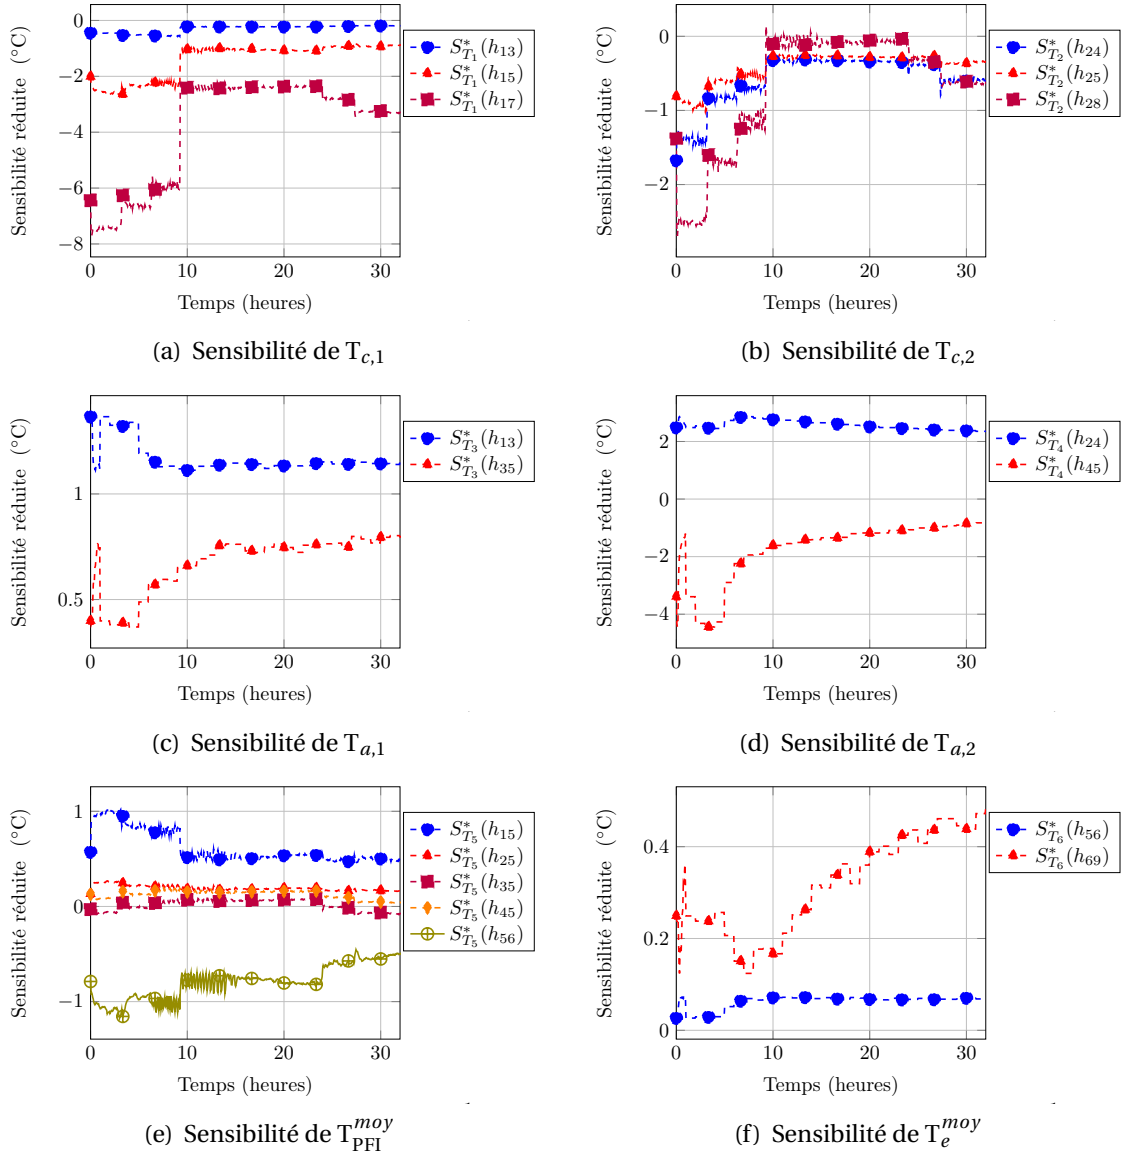 0
−2
−4
−6
−8
0
10
20
30
Sensibilité réduite (°C)
Temps (heures)
S*T1(h13)
S*T1(h15)
S*T1(h17)
(a) Sensibilité de Tc,1
0
−1
−2
0
10
20
30
Sensibilité réduite (°C)
Temps (heures)
S*T2(h24)
S*T2(h25)
S*T2(h28)
(b) Sensibilité de Tc,2
1
0.5
0
10
20
30
Sensibilité réduite (°C)
Temps (heures)
S*T3(h13)
S*T3(h35)
(c) Sensibilité de Ta,1
2
0
−2
−4
0
10
20
30
Sensibilité réduite (°C)
Temps (heures)
S*T4(h24)
S*T4(h45)
(d) Sensibilité de Ta,2
1
0
−1
0
10
20
30
Sensibilité réduite (°C)
Temps (heures)
S*T5(h15)
S*T5(h25)
S*T5(h35)
S*T5(h45)
S*T5(h56)
(e) Sensibilité de TPFI^moy
0.4
0.2
0
0
10
20
30
Sensibilité réduite (°C)
Temps (heures)
S*T6(h56)
S*T6(h69)
(f) Sensibilité de Te^moy